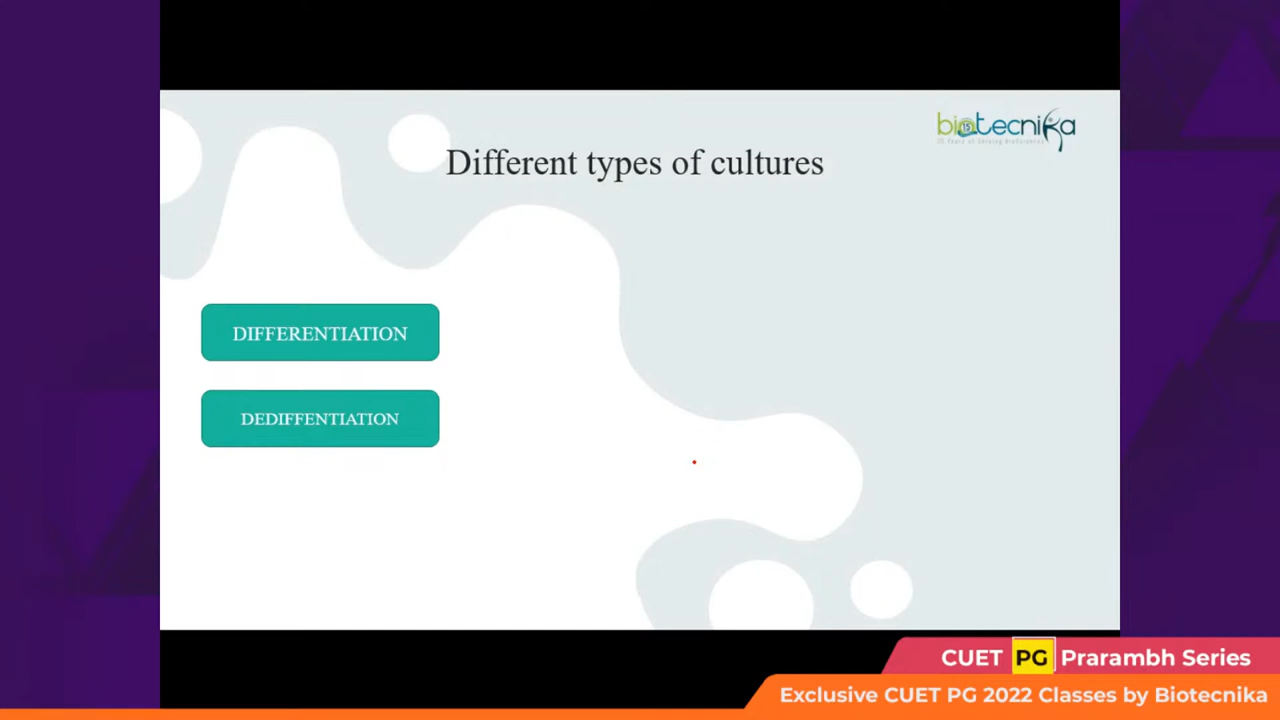 biotecnika
Different types of cultures
DIFFERENTIATION
DEDIFFENTIATION
CUET PG Prarambh Series
Exclusive CUET PG 2022 Classes by Biotecnika